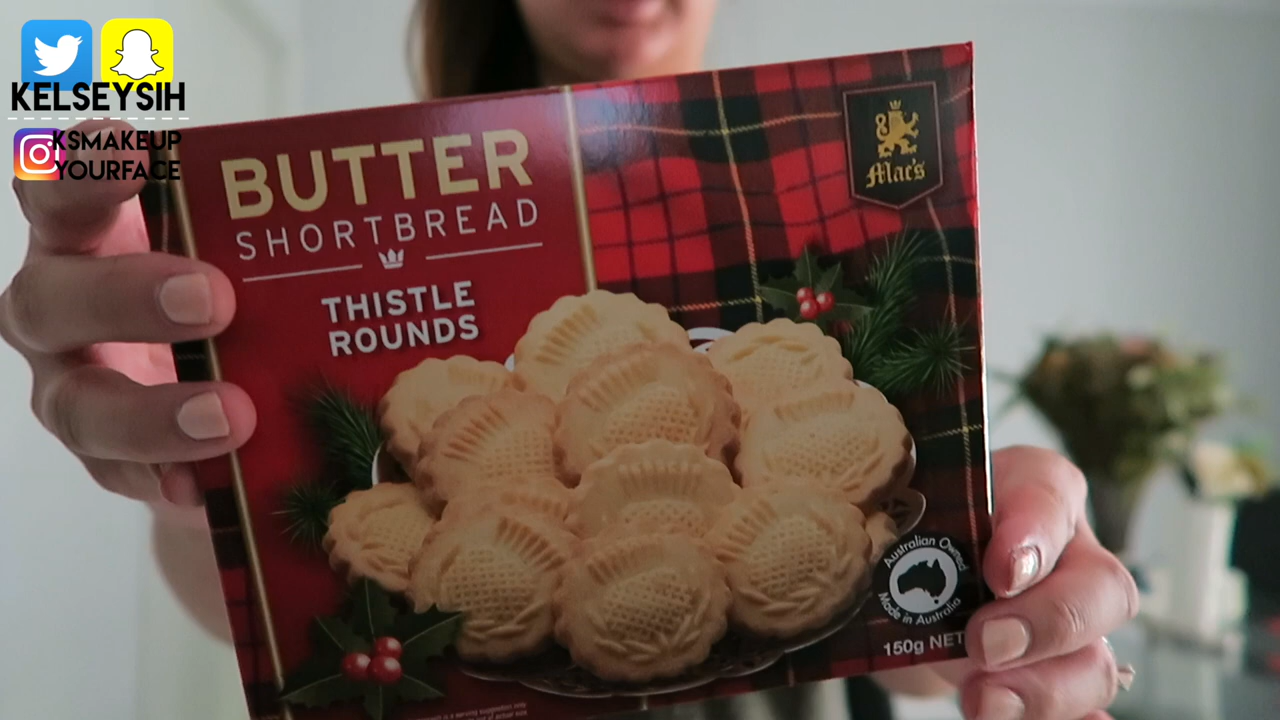 KELSEYSIH
KSMAKEUP
YOURFACE
BUTTER
SHORTBREAD
THISTLE
ROUNDS
Mac's
Australian Owned
Made in Australia
150g NET